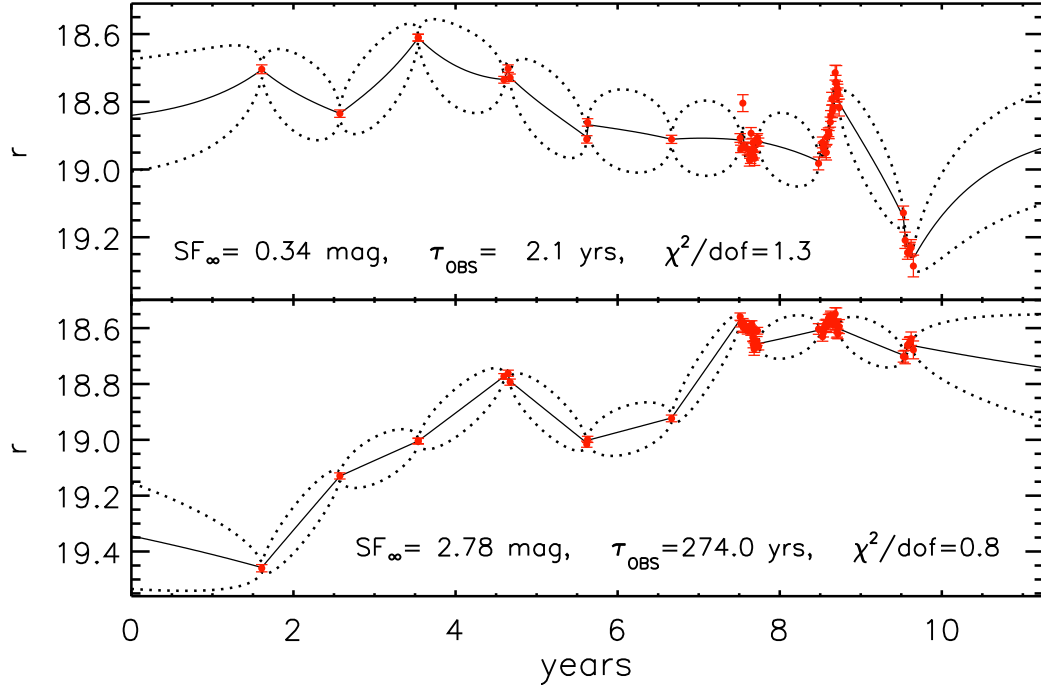 18.6
18.8
19.0
19.2
r
SF∞= 0.34 mag, τOBS= 2.1 yrs, χ²/dof=1.3
18.6
18.8
19.0
19.2
19.4
r
SF∞= 2.78 mag, τOBS=274.0 yrs, χ²/dof=0.8
0 2 4 6 8 10
years